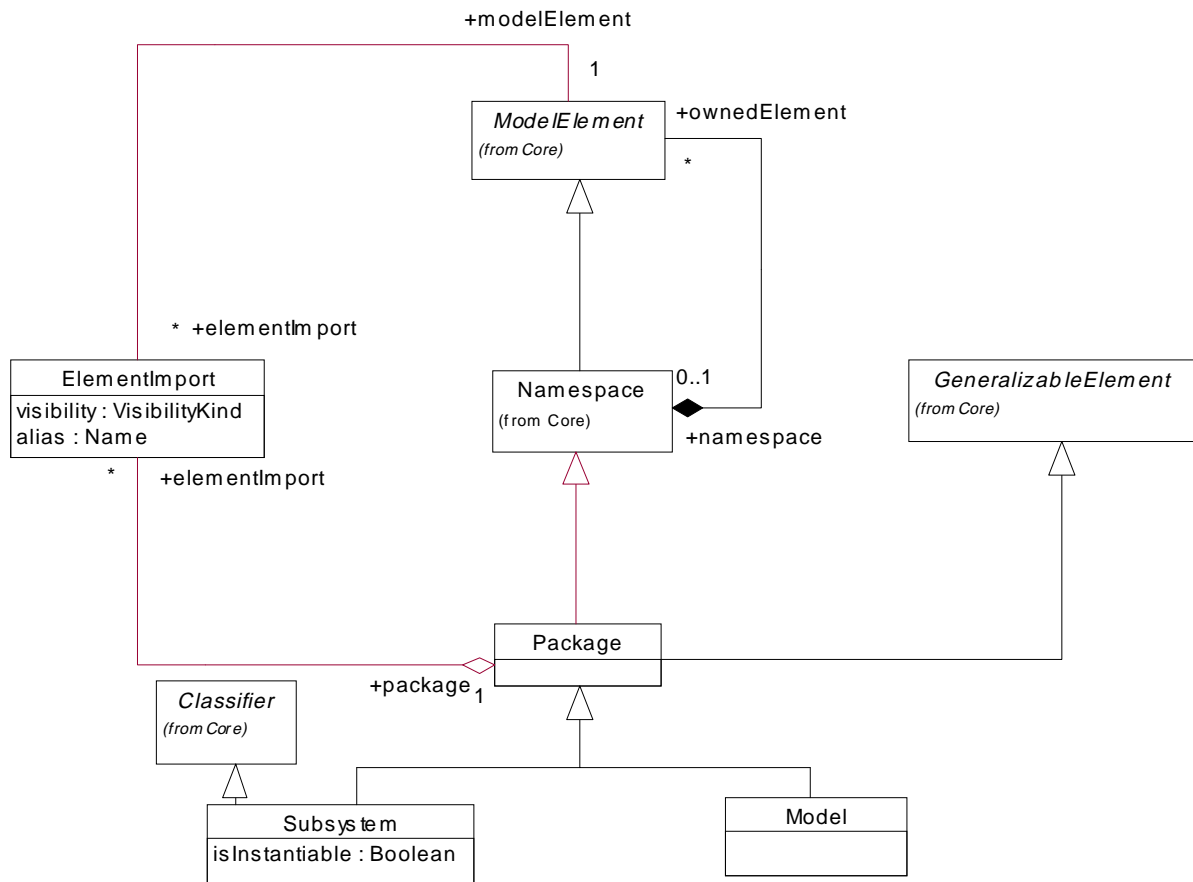 +modelElement
1
ModelElement
(from Core)
+ownedElement
*
* +elementImport
ElementImport
visibility : VisibilityKind
alias : Name
*
+elementImport
Namespace
(from Core)
0..1
+namespace
GeneralizableElement
(from Core)
Package
+package
1
Classifier
(from Core)
Subsystem
isInstantiable : Boolean
Model